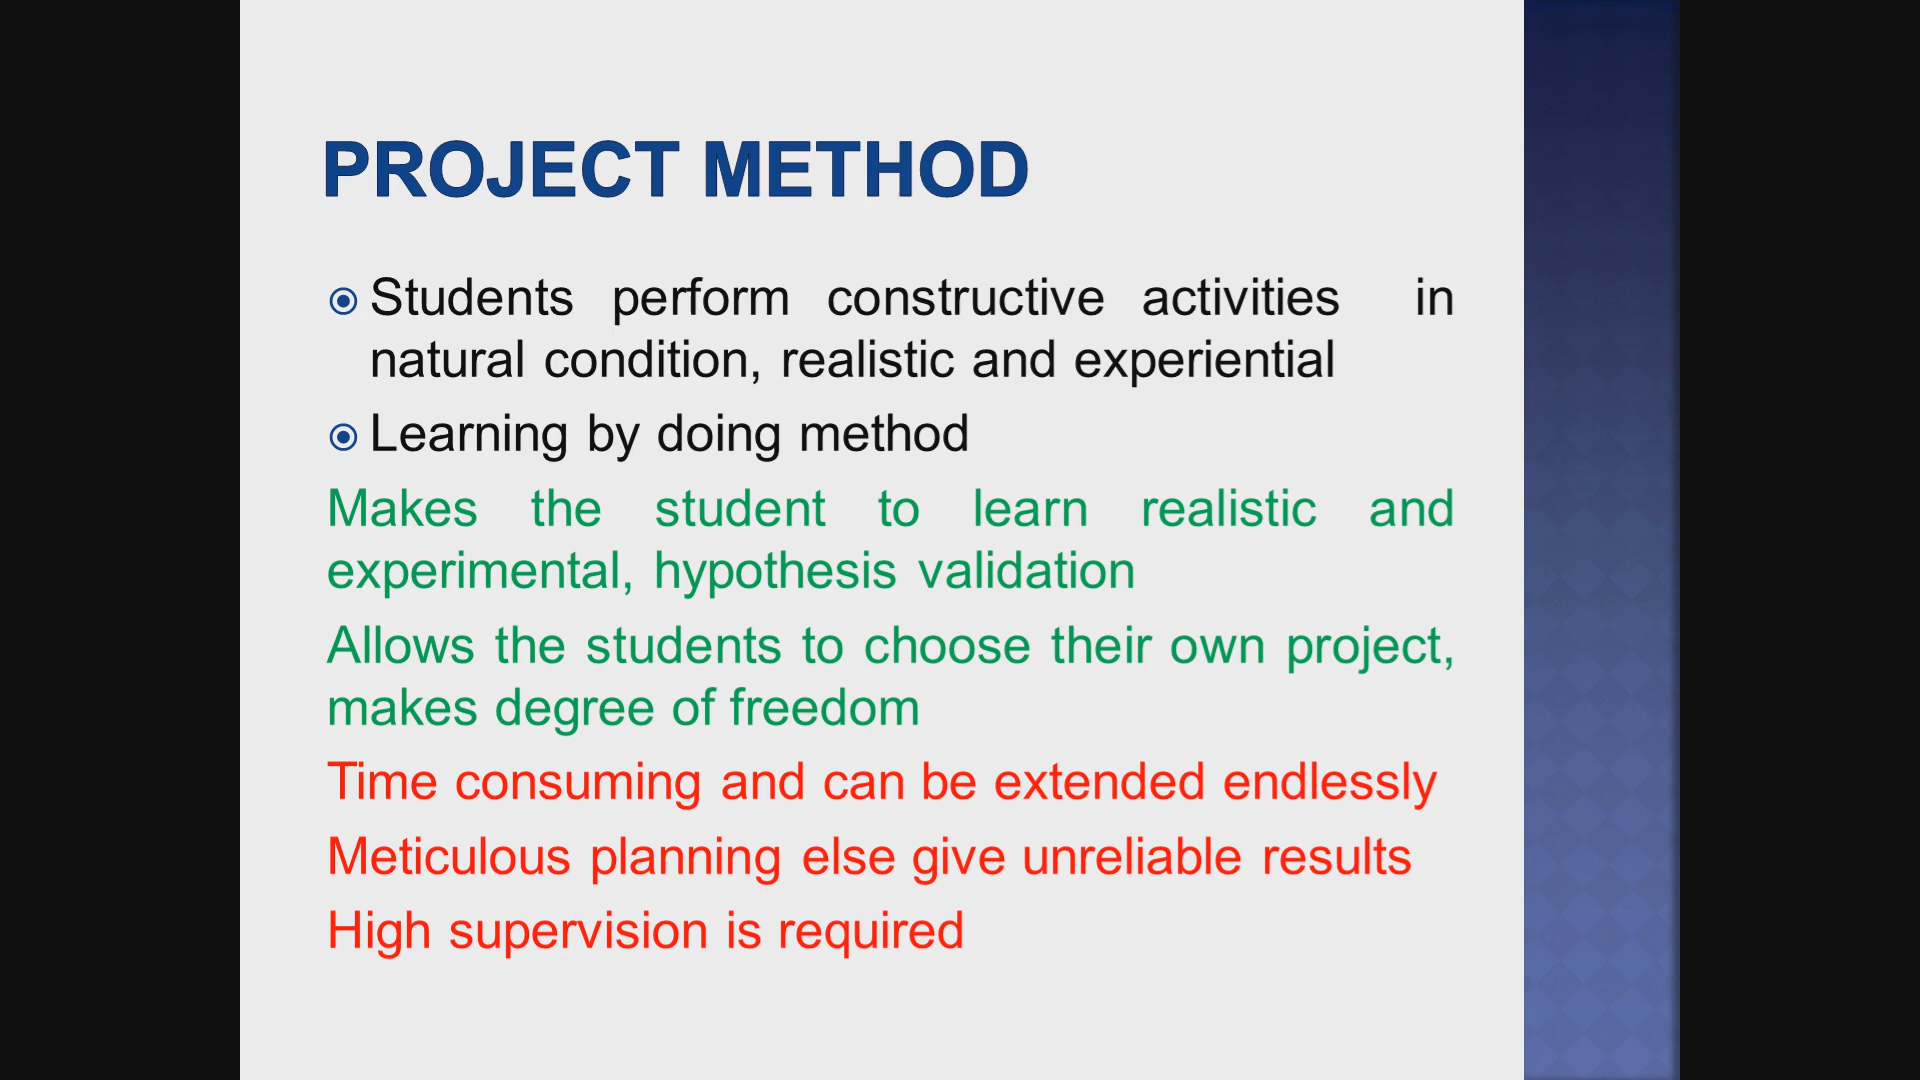 PROJECT METHOD
Students perform constructive activities in
natural condition, realistic and experiential
Learning by doing method
Makes the student to learn realistic and
experimental, hypothesis validation
Allows the students to choose their own project,
makes degree of freedom
Time consuming and can be extended endlessly
Meticulous planning else give unreliable results
High supervision is required